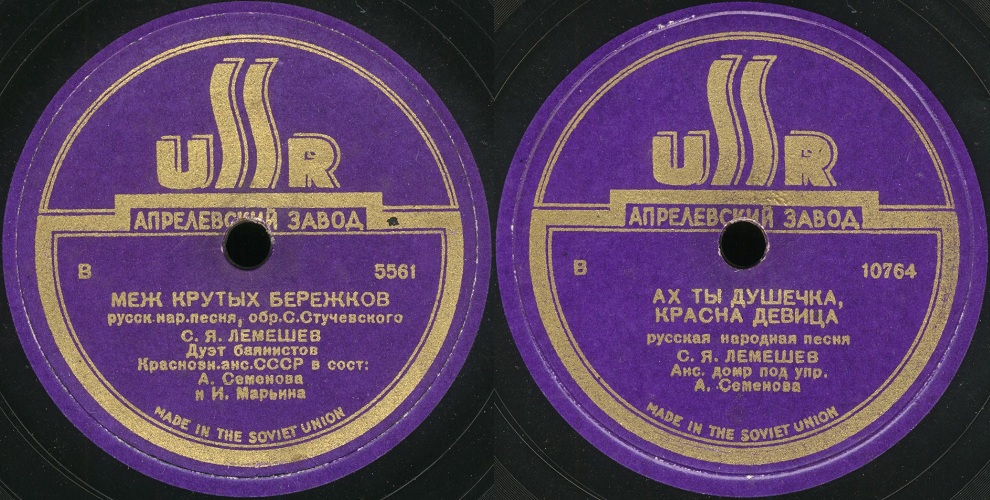 USSR
АПРЕЛЕВСКИЙ ЗАВОД
В 5561
МЕЖ КРУТЫХ БЕРЕЖКОВ
русск.нар.песня, обр.С.Стучевского
С. Я. ЛЕМЕШЕВ
Дуэт баянистов
Краснозн.анс.СССР в сост:
А. Семенова
и И. Марьина
MADE IN THE SOVIET UNION
USSR
АПРЕЛЕВСКИЙ ЗАВОД
В 10764
АХ ТЫ ДУШЕЧКА,
КРАСНА ДЕВИЦА
русская народная песня
С. Я. ЛЕМЕШЕВ
Анс. домр под упр.
А. Семенова
MADE IN THE SOVIET UNION